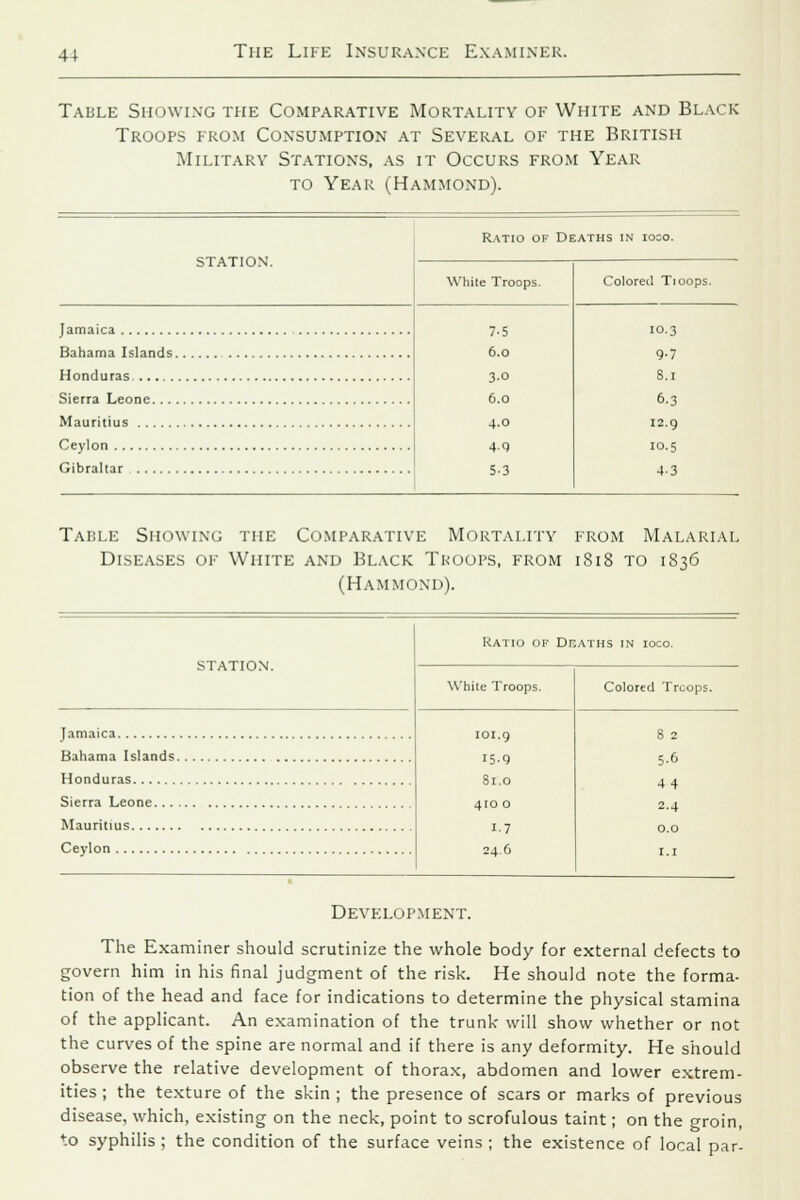 44 THE LIFE INSURANCE EXAMINER.
TABLE SHOWING THE COMPARATIVE MORTALITY OF WHITE AND BLACK
TROOPS FROM CONSUMPTION AT SEVERAL OF THE BRITISH
MILITARY STATIONS, AS IT OCCURS FROM YEAR
TO YEAR (HAMMOND).
STATION. RATIO OF DEATHS IN 1000.
White Troops. Colored Troops.
Jamaica 7.5 10.3
Bahama Islands 6.0 9.7
Honduras 3.0 8.1
Sierra Leone 6.0 6.3
Mauritius 4.0 12.9
Ceylon 4.9 10.5
Gibraltar 5.3 4.3
TABLE SHOWING THE COMPARATIVE MORTALITY FROM MALARIAL
DISEASES OF WHITE AND BLACK TROOPS, FROM 1818 TO 1836
(HAMMOND).
STATION. RATIO OF DEATHS IN 1000.
White Troops. Colored Troops.
Jamaica 101.9 8 2
Bahama Islands 15.9 5.6
Honduras 81.0 4 4
Sierra Leone 410 0 2.4
Mauritius 1.7 0.0
Ceylon 24.6 1.1
DEVELOPMENT.
The Examiner should scrutinize the whole body for external defects to
govern him in his final judgment of the risk. He should note the forma-
tion of the head and face for indications to determine the physical stamina
of the applicant. An examination of the trunk will show whether or not
the curves of the spine are normal and if there is any deformity. He should
observe the relative development of thorax, abdomen and lower extrem-
ities ; the texture of the skin ; the presence of scars or marks of previous
disease, which, existing on the neck, point to scrofulous taint ; on the groin,
to syphilis ; the condition of the surface veins ; the existence of local par-